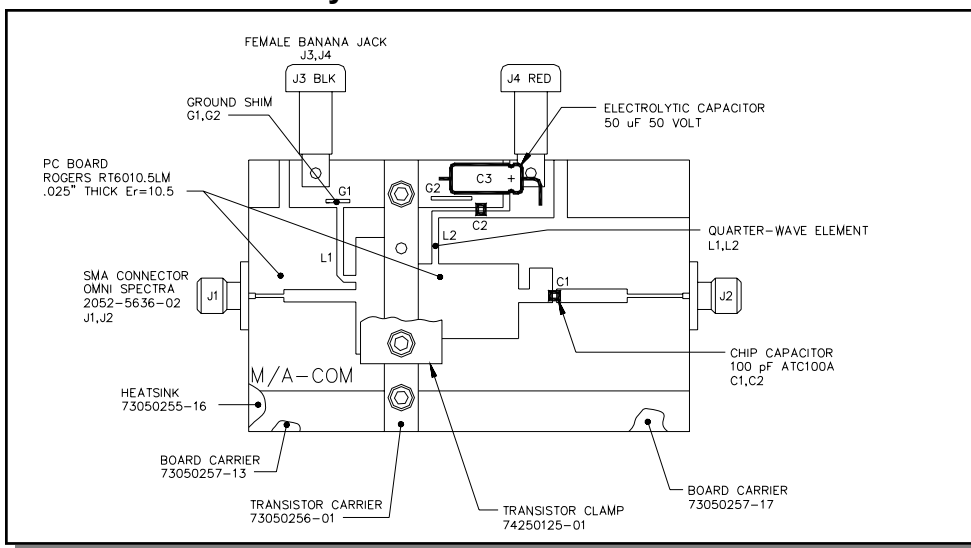 FEMALE BANANA JACK
J3,J4
J3 BLK
J4 RED
GROUND SHIM
G1,G2
ELECTROLYTIC CAPACITOR
50 uF 50 VOLT
PC BOARD
ROGERS RT6010.5LM
.025" THICK Er=10.5
G1
G2
C3 +
C2
L1
L2
QUARTER-WAVE ELEMENT
L1,L2
SMA CONNECTOR
OMNI SPECTRA
2052-5636-02
J1,J2
J1
C1
J2
CHIP CAPACITOR
100 pF ATC100A
C1,C2
M/A-COM
HEATSINK
73050255-16
BOARD CARRIER
73050257-13
TRANSISTOR CARRIER
73050256-01
TRANSISTOR CLAMP
74250125-01
BOARD CARRIER
73050257-17